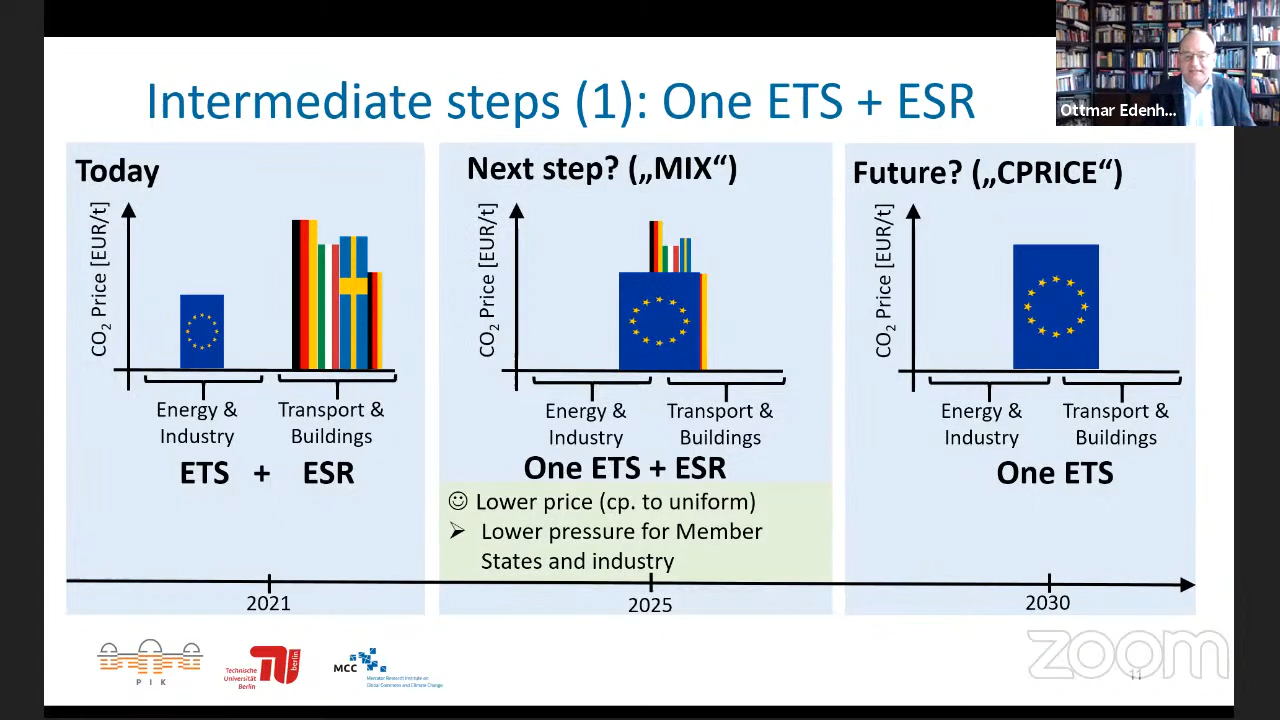 Intermediate steps (1): One ETS + ESR
Ottmar Edenh...
Today
CO2 Price [EUR/t]
Energy &
Industry
Transport &
Buildings
ETS + ESR
Next step? („MIX“)
CO2 Price [EUR/t]
Energy &
Industry
Transport &
Buildings
One ETS + ESR
☺ Lower price (cp. to uniform)
➢ Lower pressure for Member
States and industry
Future? („CPRICE“)
CO2 Price [EUR/t]
Energy &
Industry
Transport &
Buildings
One ETS
2021
2025
2030
PIK
Technische
Universität
Berlin
berlin
MCC
Mercator Research Institute on
Global Commons and Climate Change
zoom
11